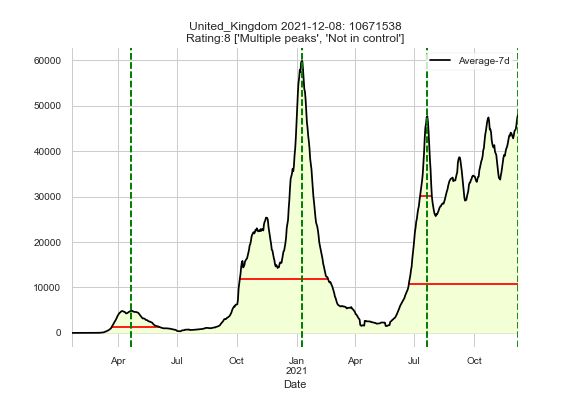 United_Kingdom 2021-12-08: 10671538
Rating:8 ['Multiple peaks', 'Not in control']
Average-7d
60000
50000
40000
30000
20000
10000
0
Apr Jul Oct Jan Apr Jul Oct
2021
Date